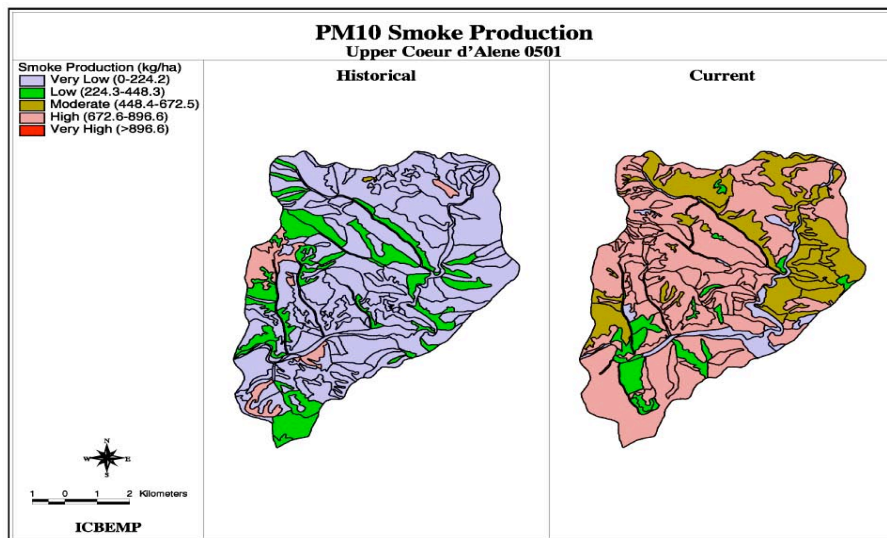 PM10 Smoke Production
Upper Coeur d'Alene 0501
Smoke Production (kg/ha)
Very Low (0-224.2)
Low (224.3-448.3)
Moderate (448.4-672.5)
High (672.6-896.6)
Very High (>896.6)
Historical
Current
N
W E
S
1 0 1 2 Kilometers
ICBEMP